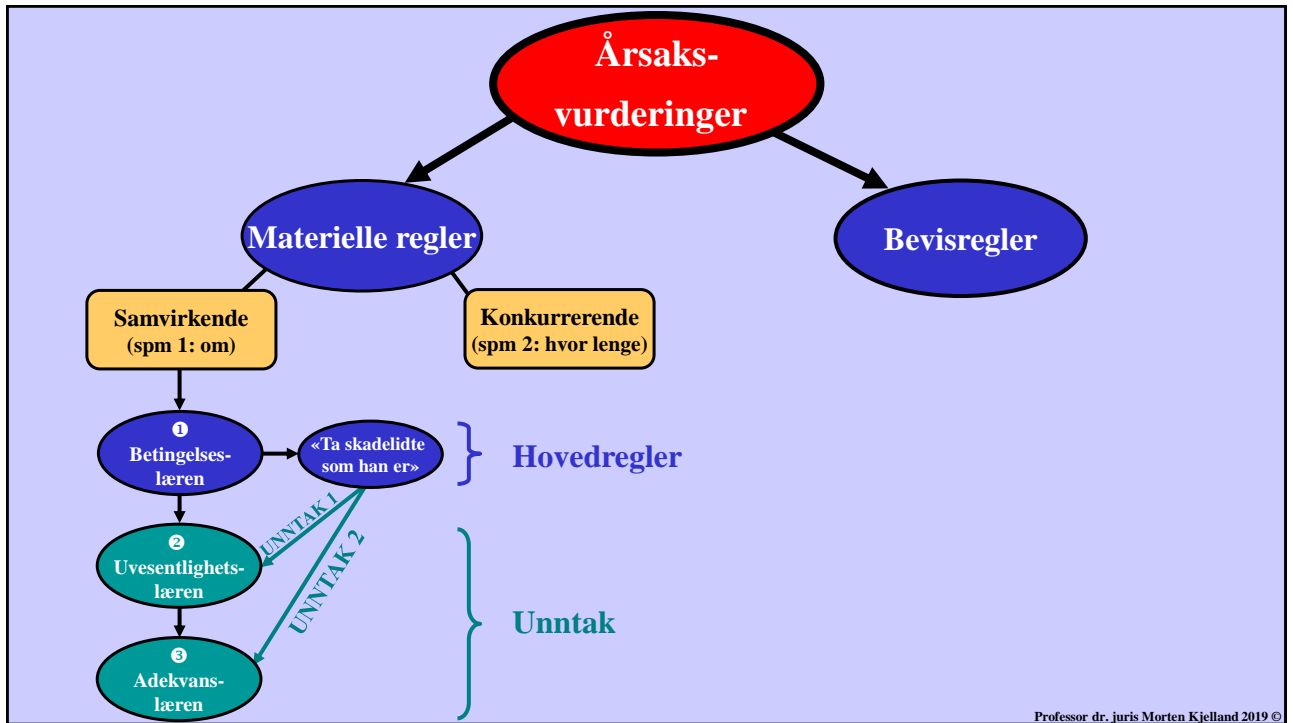 Årsaks-
vurderinger
Materielle regler
Bevisregler
Samvirkende
(spm 1: om)
Konkurrerende
(spm 2: hvor lenge)
❶
Betingelses-
læren
«Ta skadelidte
som han er»
Hovedregler
UNNTAK 1
UNNTAK 2
❷
Uvesentlighets-
læren
Unntak
❸
Adekvans-
læren
Professor dr. juris Morten Kjelland 2019 ©